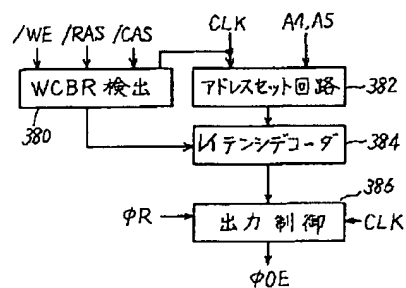 /WE /RAS /CAS CLK A4,A5
WCBR 検出
380
アドレスセット回路
382
レイテンシデコーダ
384
386
φR
出力制御
CLK
φOE